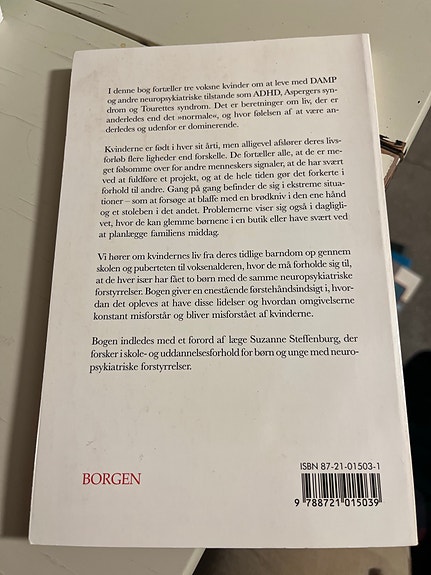 I denne bog fortæller tre voksne kvinder om at leve med DAMP
og andre neuropsykiatriske tilstande som ADHD, Aspergers syn-
drom og Tourettes syndrom. Det er beretninger om liv, der er
anderledes end det »normale«, og hvor følelsen af at være an-
derledes og udenfor er dominerende.
Kvinderne er født i hver sit årti, men alligevel afslører deres livs-
forløb flere ligheder end forskelle. De fortæller alle, at de er me-
get følsomme over for andre menneskers signaler, at de har svært
ved at fuldføre et projekt, og at de hele tiden gør det forkerte i
forhold til andre. Gang på gang befinder de sig i ekstreme situa-
tioner – som at forsøge at blaffe med en brødkniv i den ene hånd
og et stoleben i det andet. Problemerne viser sig også i dagligli-
vet, hvor de kan glemme børnene i en butik eller have svært ved
at planlægge familiens middag.
Vi hører om kvindernes liv fra deres tidlige barndom op gennem
skolen og puberteten til voksenalderen, hvor de må forholde sig til,
at de hver især har fået to børn med de samme neuropsykiatriske
forstyrrelser. Bogen giver en enestående førstehåndsindsigt i, hvor-
dan det opleves at have disse lidelser og hvordan omgivelserne
konstant misforstår og bliver misforstået af kvinderne.
Bogen indledes med et forord af læge Suzanne Steffenburg, der
forsker i skole- og uddannelsesforhold for børn og unge med neuro-
psykiatriske forstyrrelser.
BORGEN
ISBN 87-21-01503-1
9 788721 015039